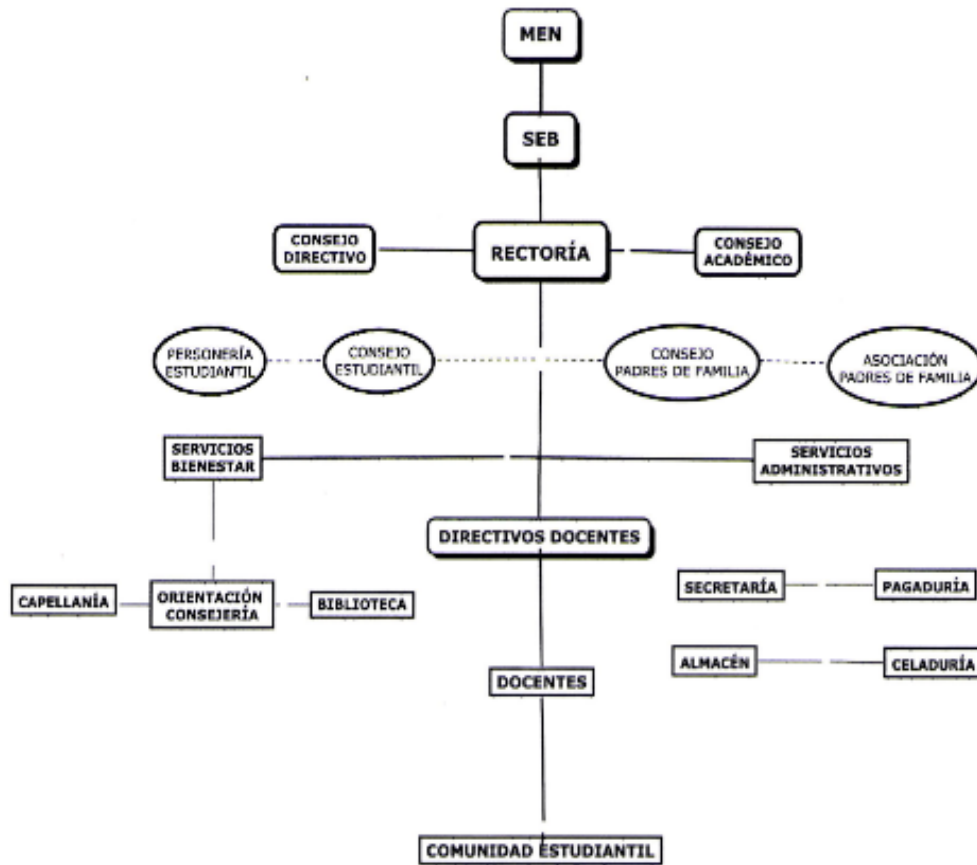 MEN
SEB
CONSEJO
DIRECTIVO
RECTORÍA
CONSEJO
ACADÉMICO
PERSONERÍA
ESTUDIANTIL
CONSEJO
ESTUDIANTIL
CONSEJO
PADRES DE FAMILIA
ASOCIACIÓN
PADRES DE FAMILIA
SERVICIOS
BIENESTAR
SERVICIOS
ADMINISTRATIVOS
DIRECTIVOS DOCENTES
CAPELLANÍA
ORIENTACIÓN
CONSEJERÍA
BIBLIOTECA
SECRETARÍA
PAGADURÍA
ALMACÉN
CELADURÍA
DOCENTES
COMUNIDAD ESTUDIANTIL